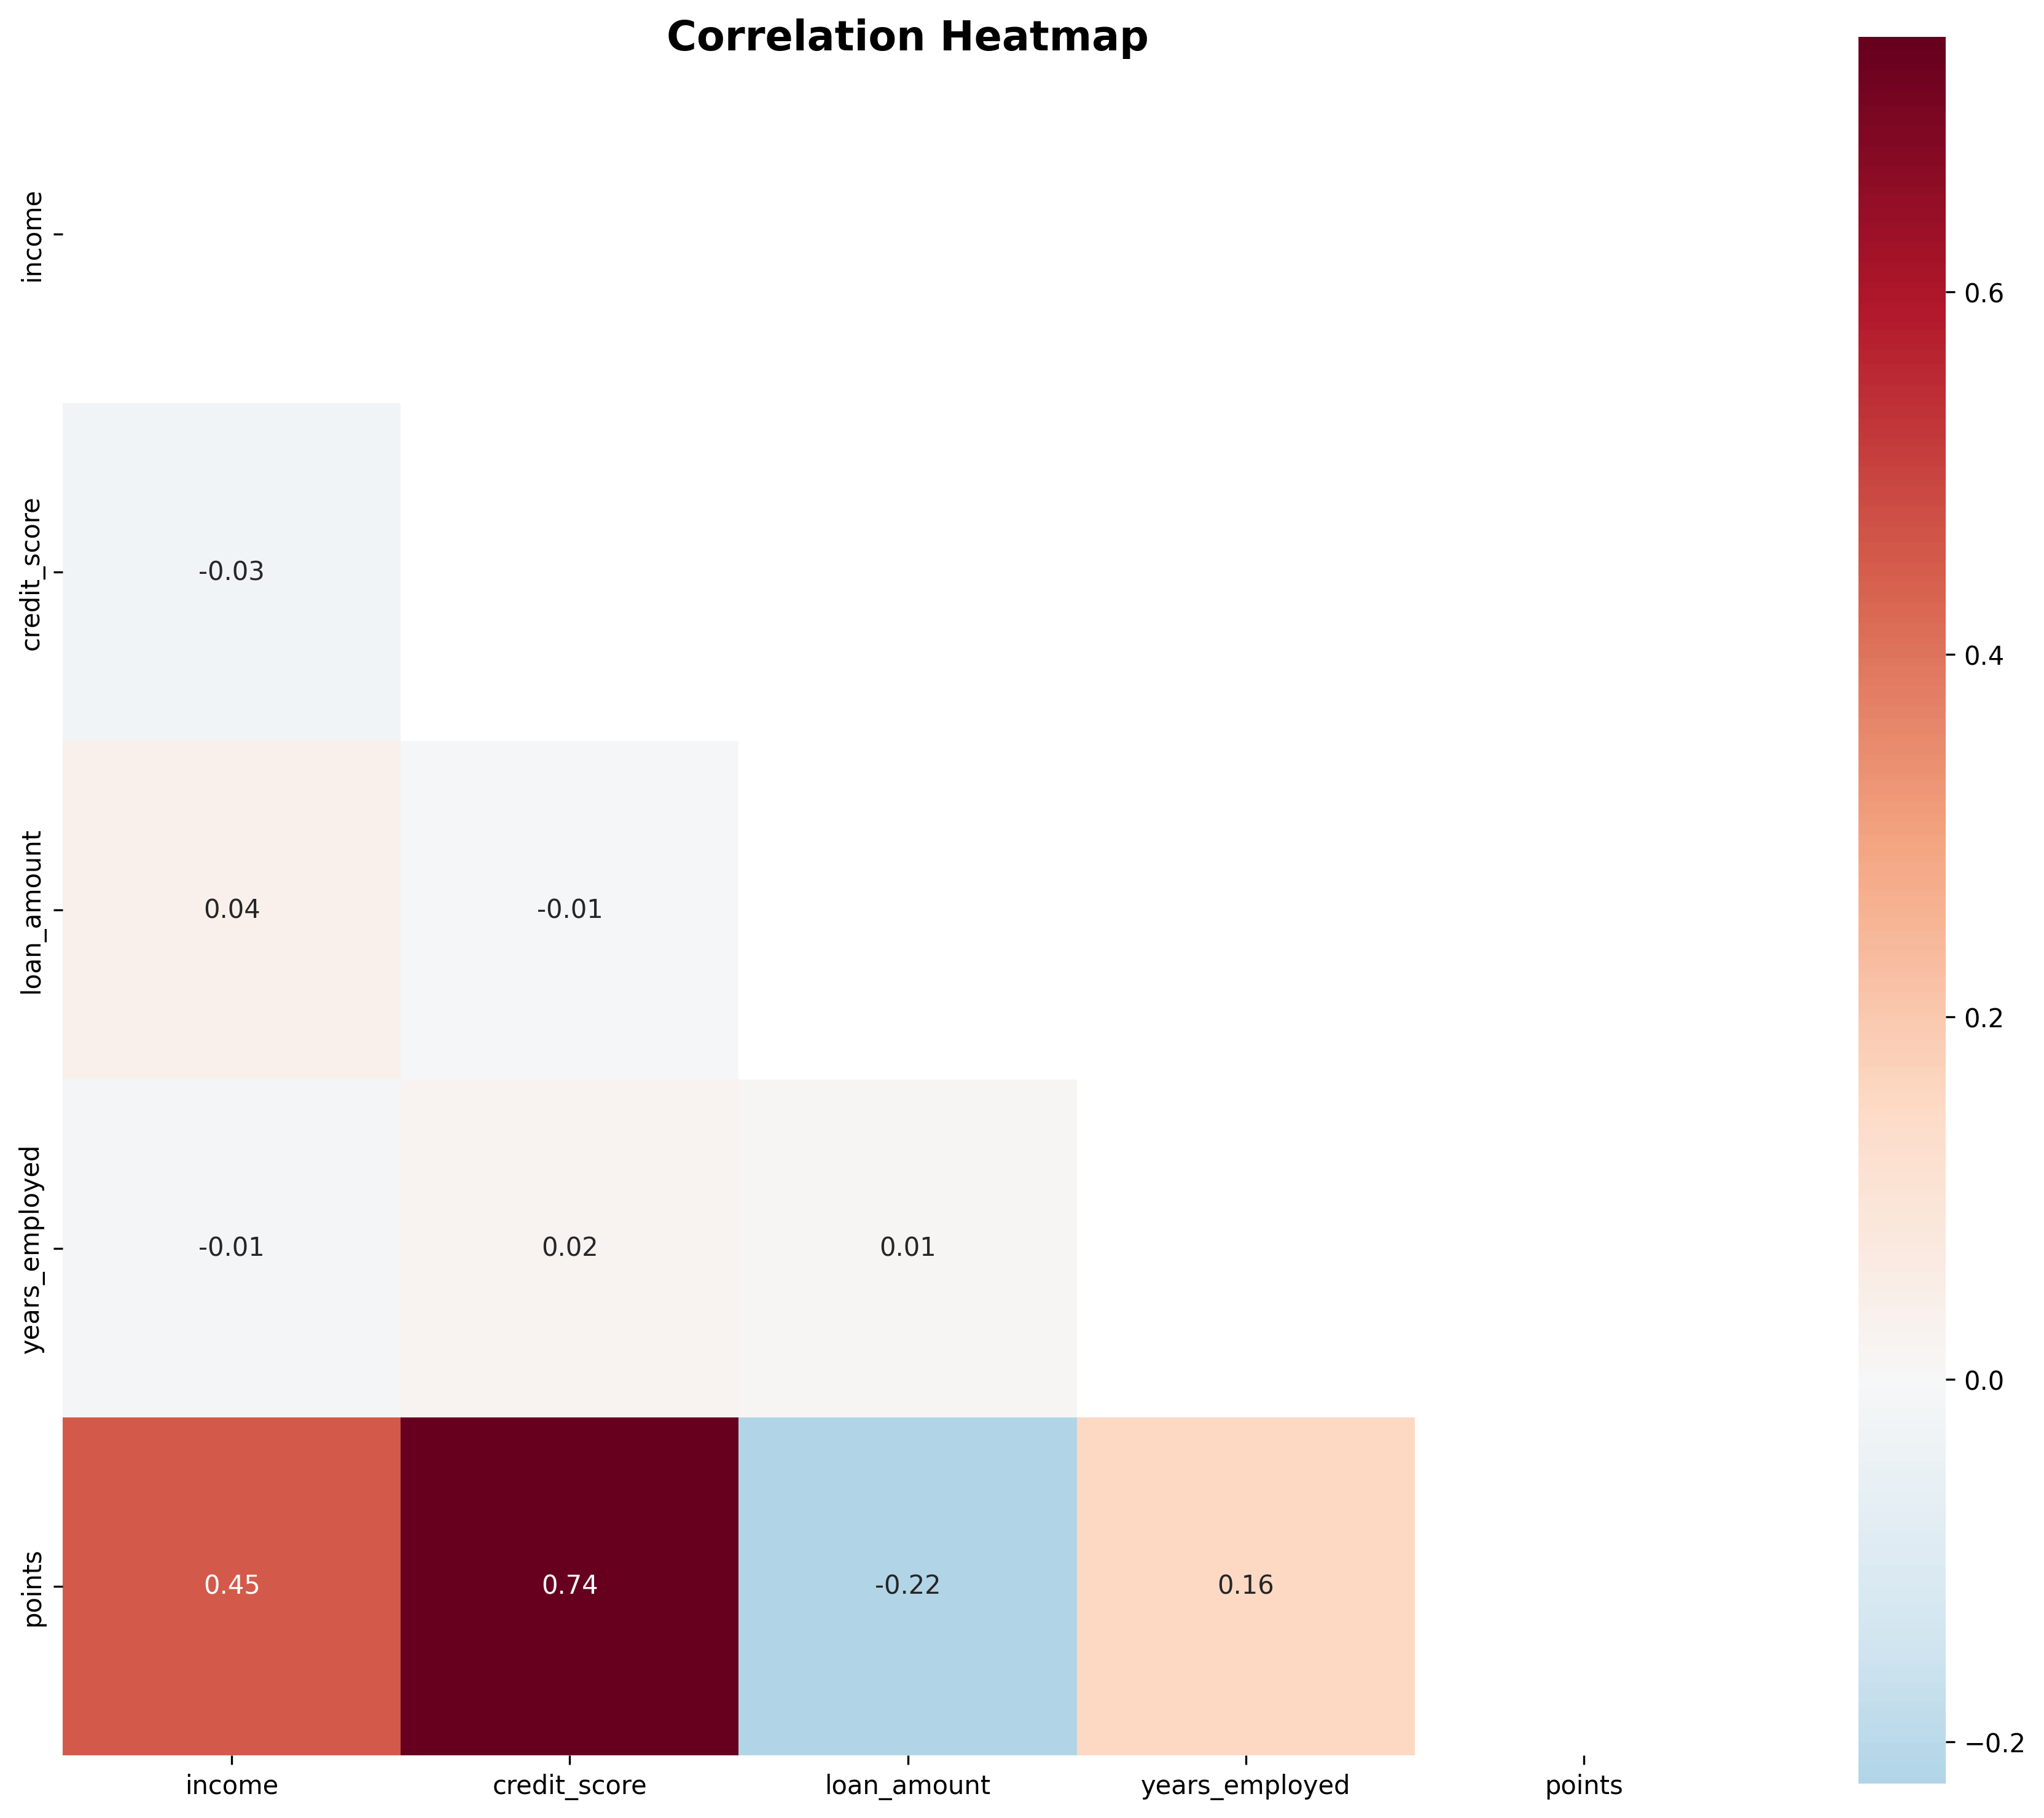 Correlation Heatmap
income
credit_score
-0.03
loan_amount
0.04 -0.01
years_employed
-0.01 0.02 0.01
points
0.45 0.74 -0.22 0.16
income credit_score loan_amount years_employed points
0.6
0.4
0.2
0.0
−0.2